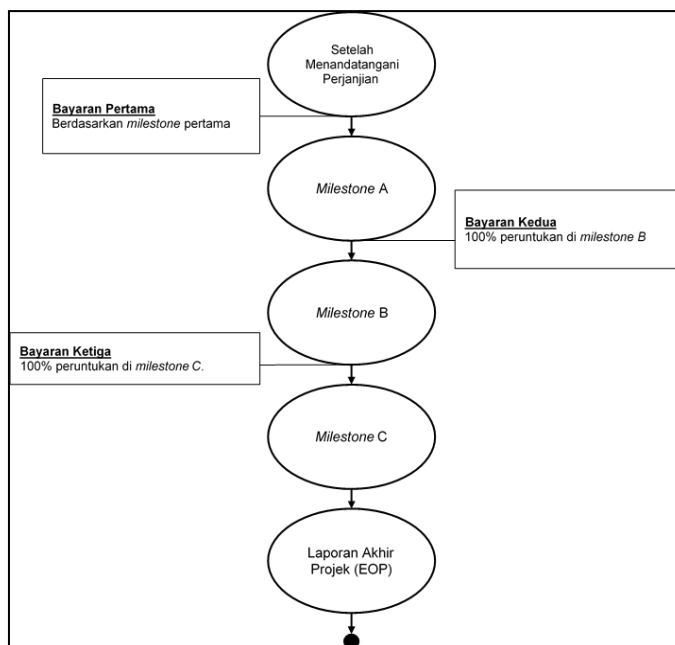 Setelah
Menandatangani
Perjanjian
Bayaran Pertama
Berdasarkan milestone pertama
Milestone A
Bayaran Kedua
100% peruntukan di milestone B
Milestone B
Bayaran Ketiga
100% peruntukan di milestone C.
Milestone C
Laporan Akhir
Projek (EOP)